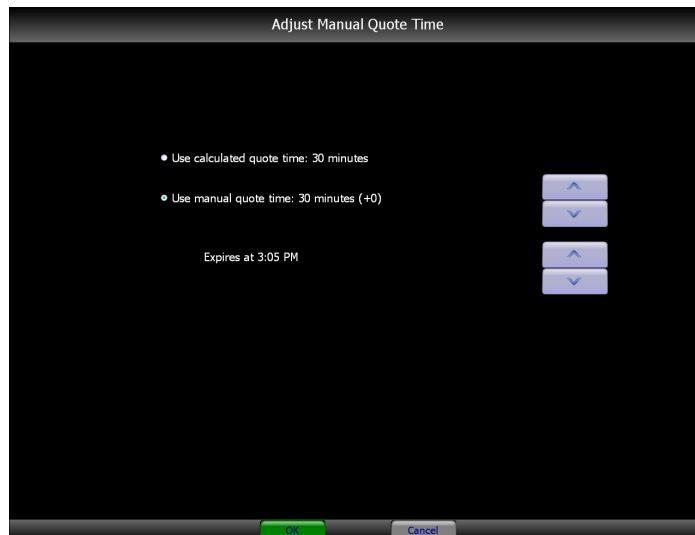 Adjust Manual Quote Time
Use calculated quote time: 30 minutes
Use manual quote time: 30 minutes (+0)
Expires at 3:05 PM
OK
Cancel